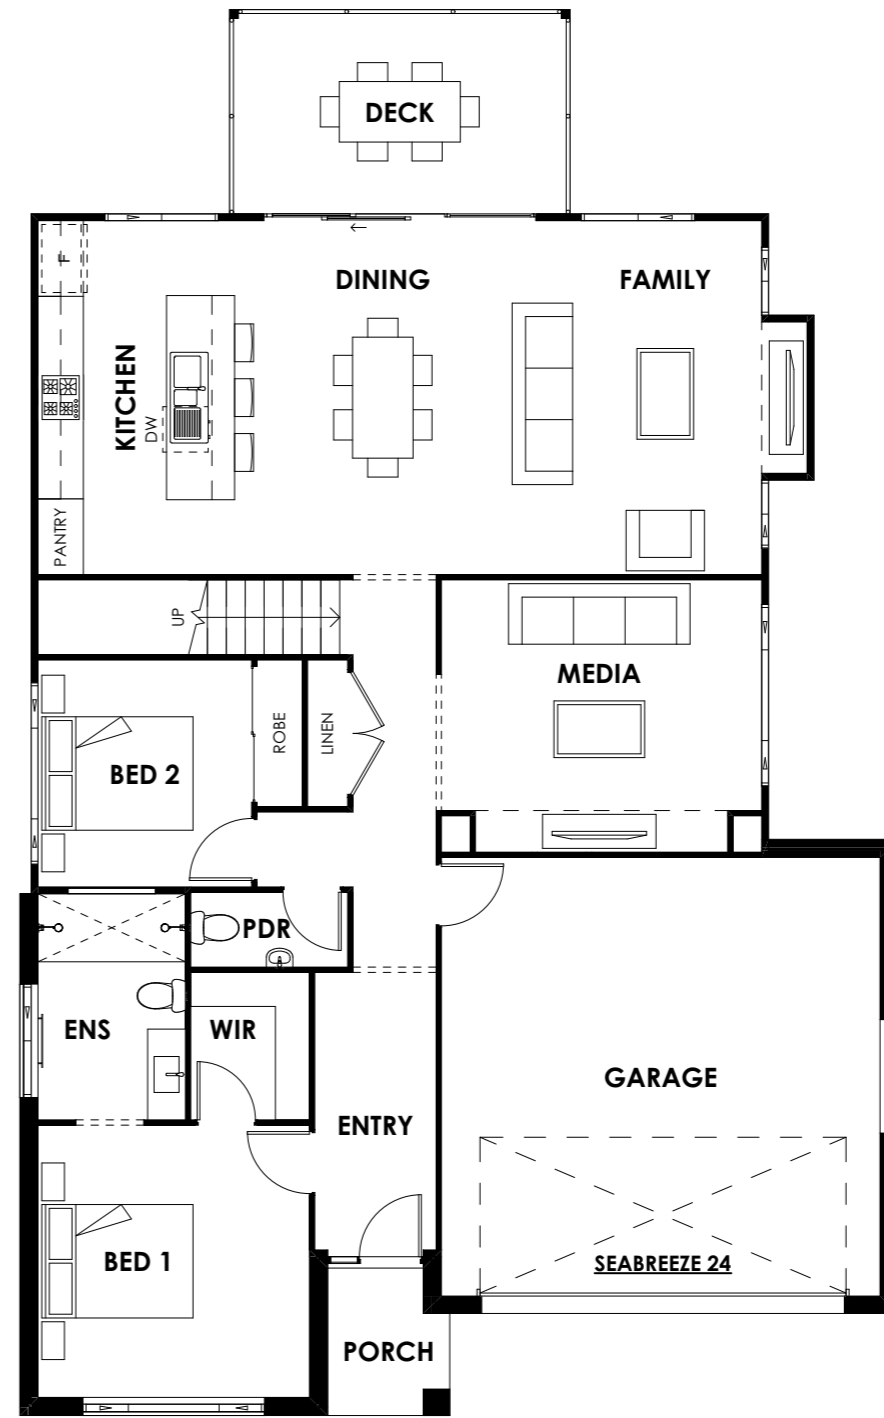 DECK
DINING
FAMILY
F
KITCHEN
DW
PANTRY
UP
MEDIA
BED 2
ROBE
LINEN
PDR
ENS
WIR
GARAGE
ENTRY
BED 1
SEABREEZE 24
PORCH